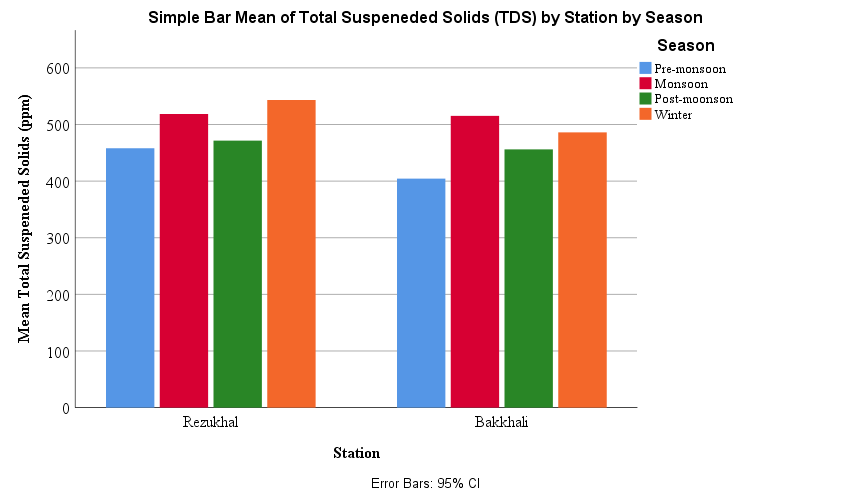 Simple Bar Mean of Total Suspeneded Solids (TDS) by Station by Season
Season
Pre-monsoon
Monsoon
Post-moonson
Winter
Mean Total Suspeneded Solids (ppm)
600
500
400
300
200
100
0
Rezukhal
Bakkhali
Station
Error Bars: 95% CI